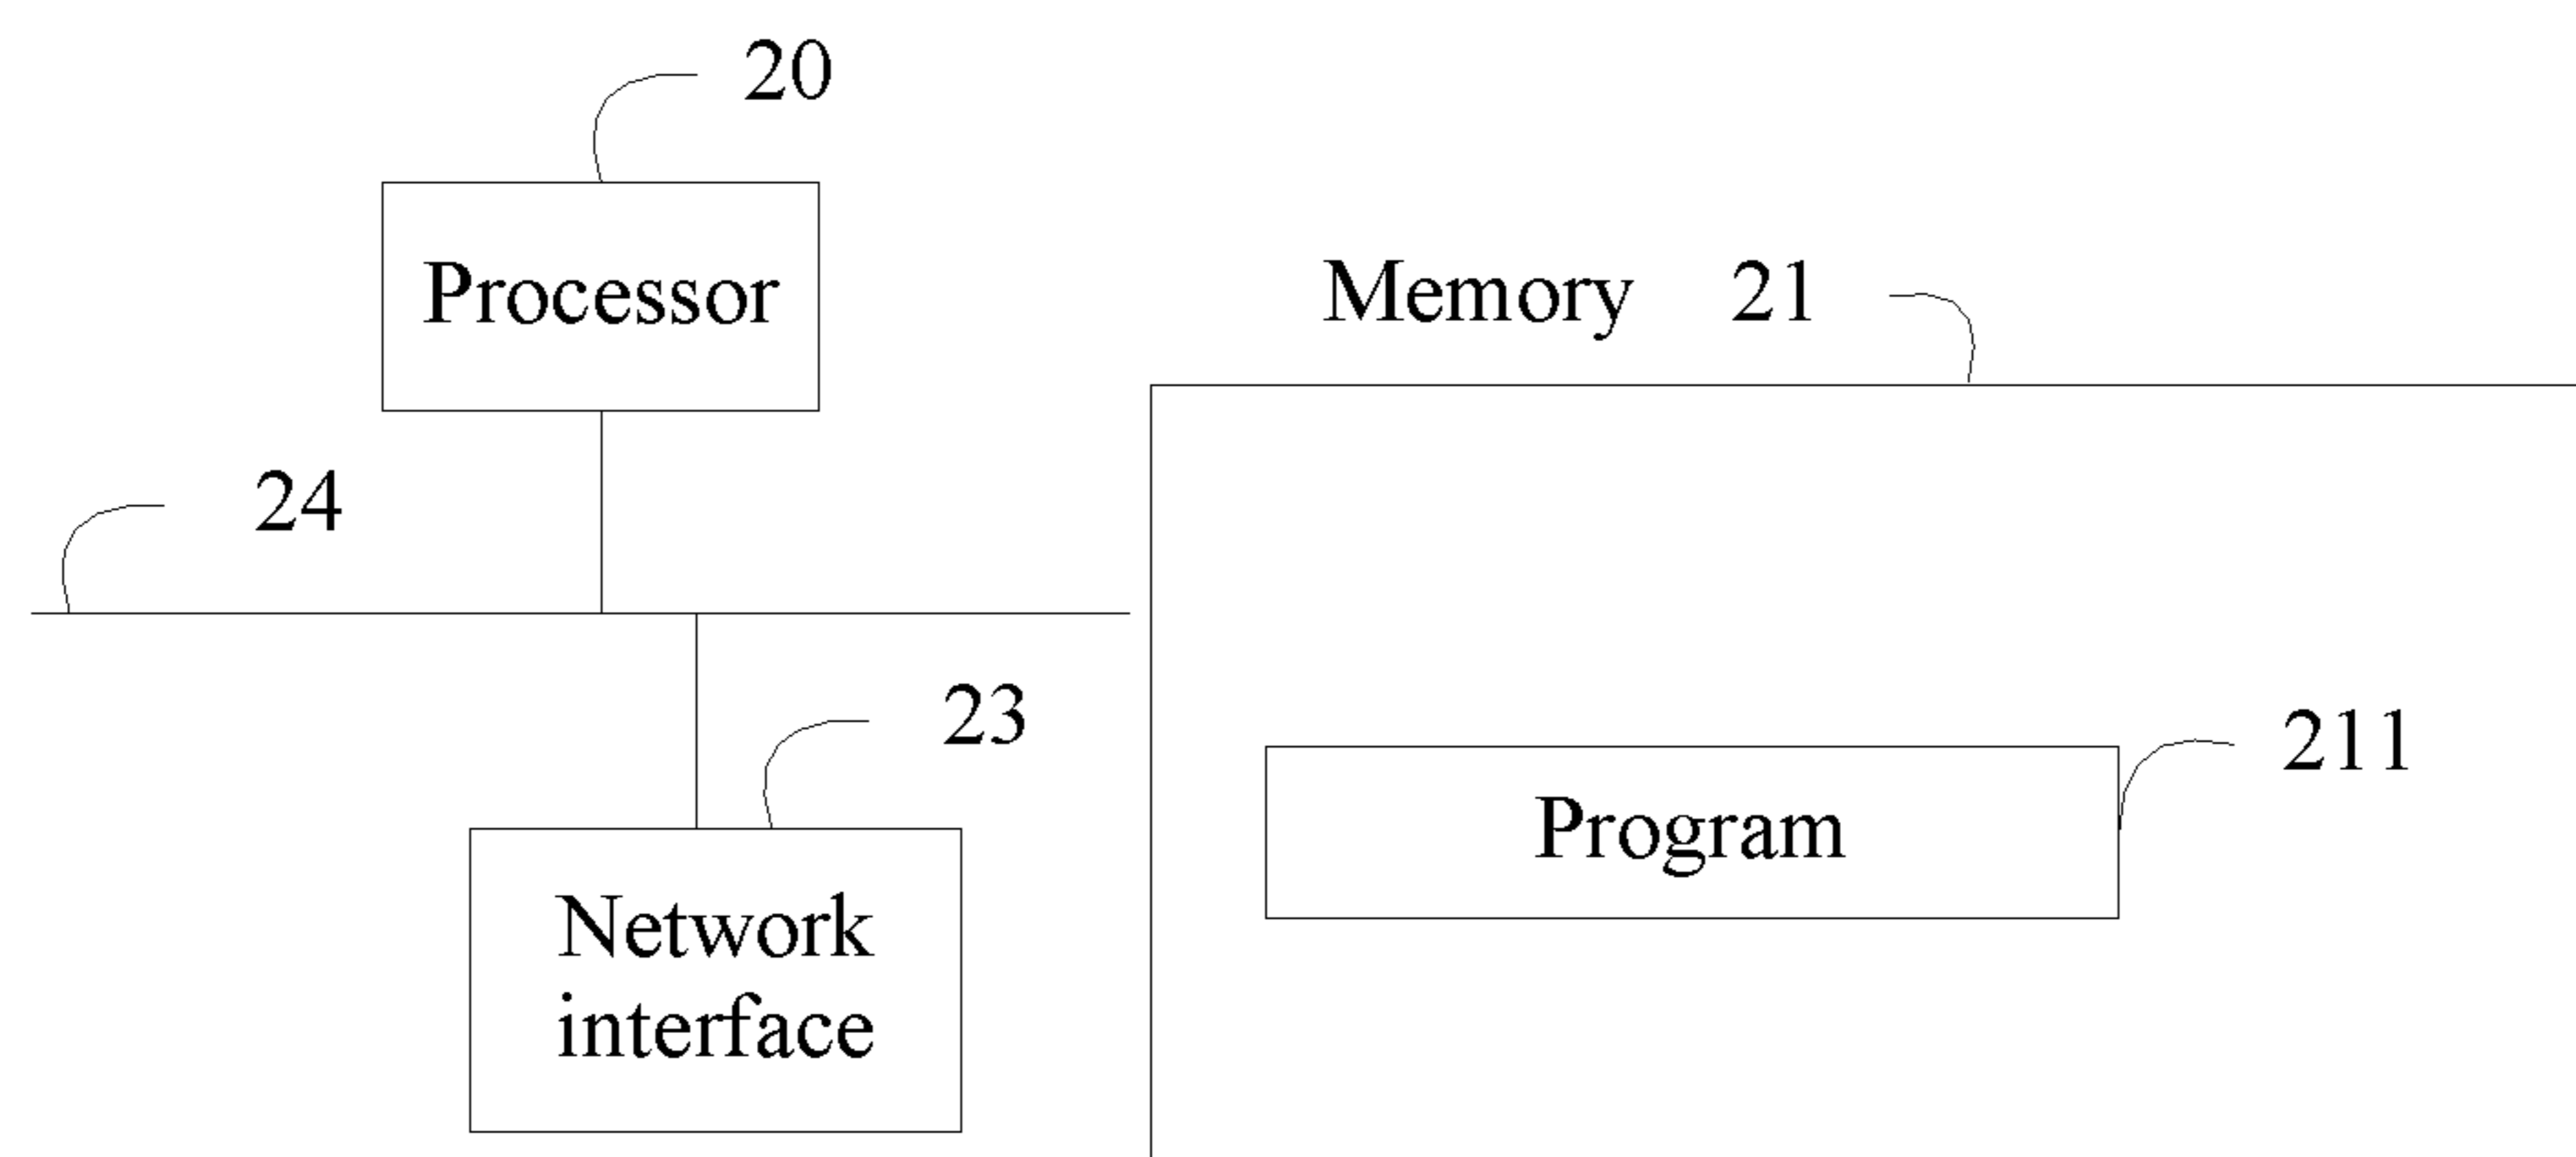 20
Processor
Memory 21
24
23
211
Program
Network
interface